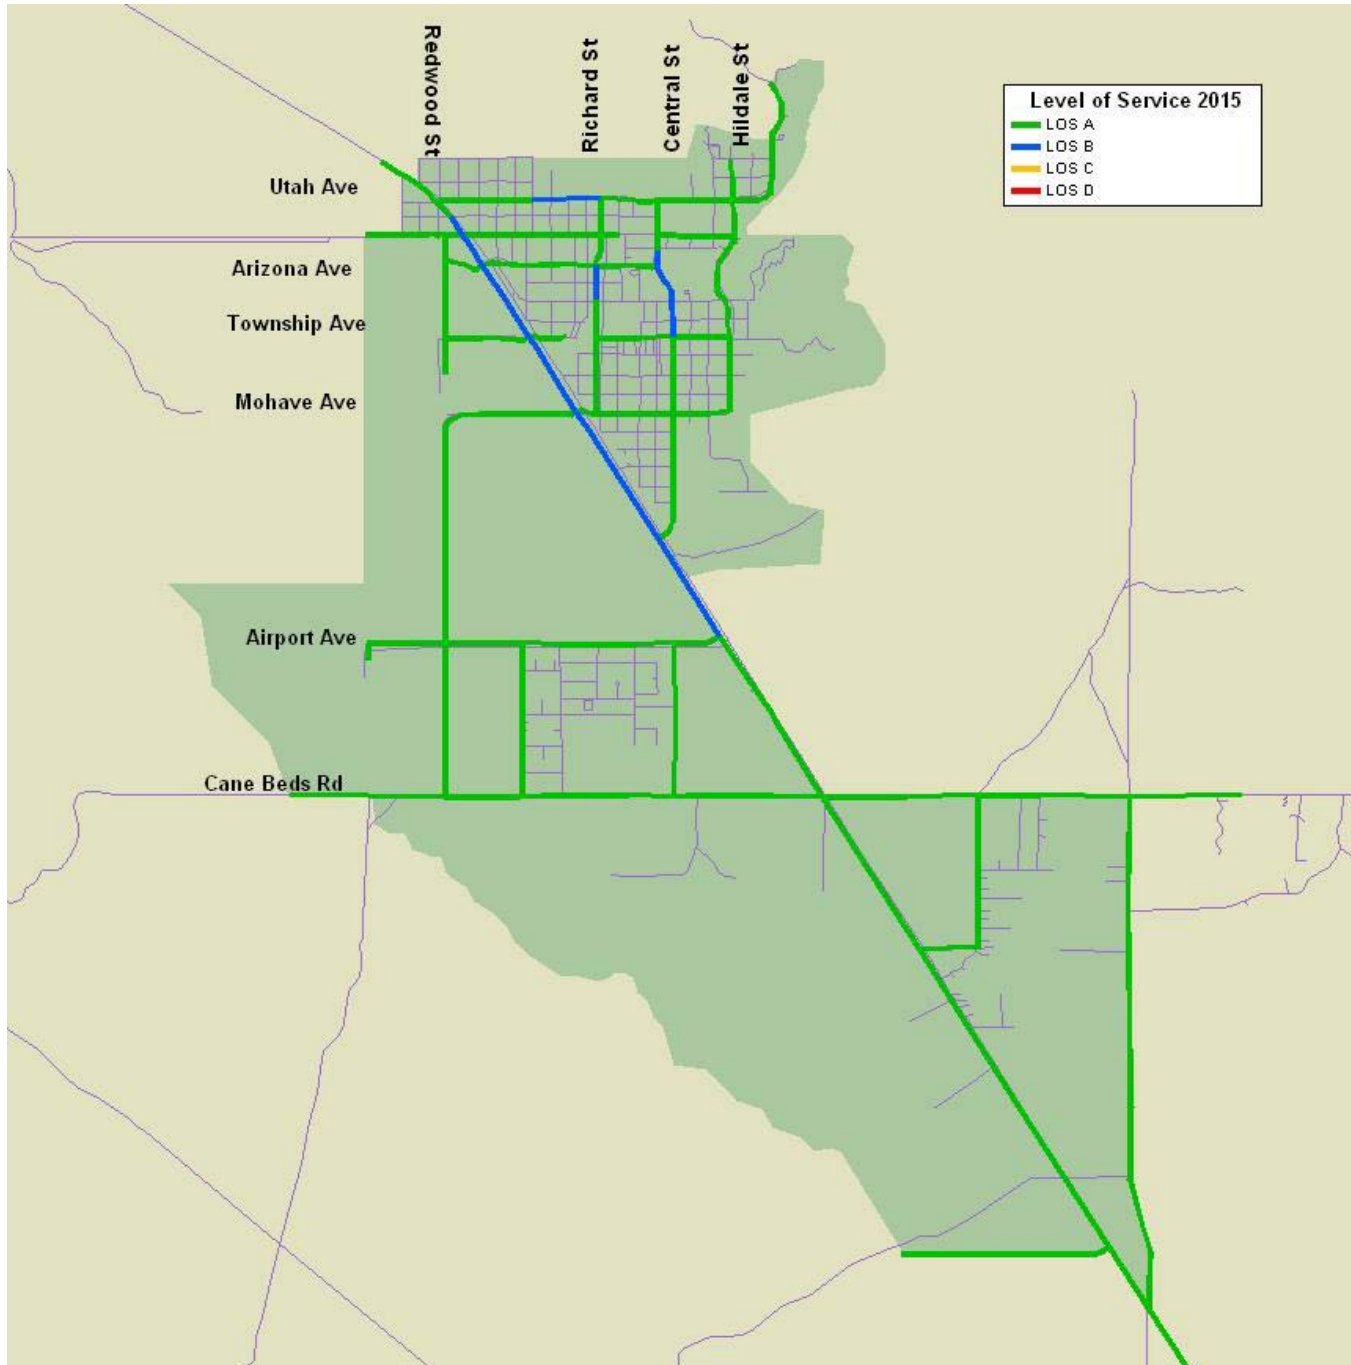 Redwood St
Richard St
Central St
Hildale St
Level of Service 2015
LOS A
LOS B
LOS C
LOS D
Utah Ave
Arizona Ave
Township Ave
Mohave Ave
Airport Ave
Cane Beds Rd